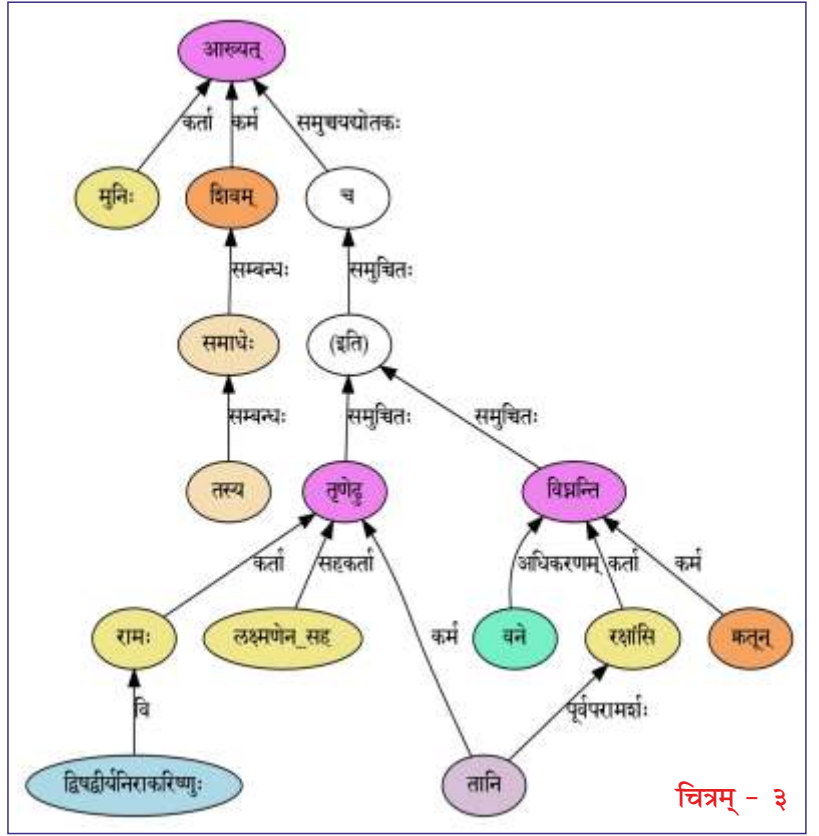 आख्यत्
कर्ता कर्म समुच्चयद्योतकः
मुनिः शिवम् च
सम्बन्धः समुच्चितः
समाधेः (इति)
सम्बन्धः समुच्चितः समुच्चितः
तस्य तृणेढु विघ्नन्ति
कर्ता सहकर्ता अधिकरणम् कर्ता कर्म
रामः लक्ष्मणेन_सह कर्म वने रक्षांसि क्रतून्
वि पूर्वपरामर्शः
द्विषद्वीर्यनिराकरिष्णुः तानि
चित्रम् - ३